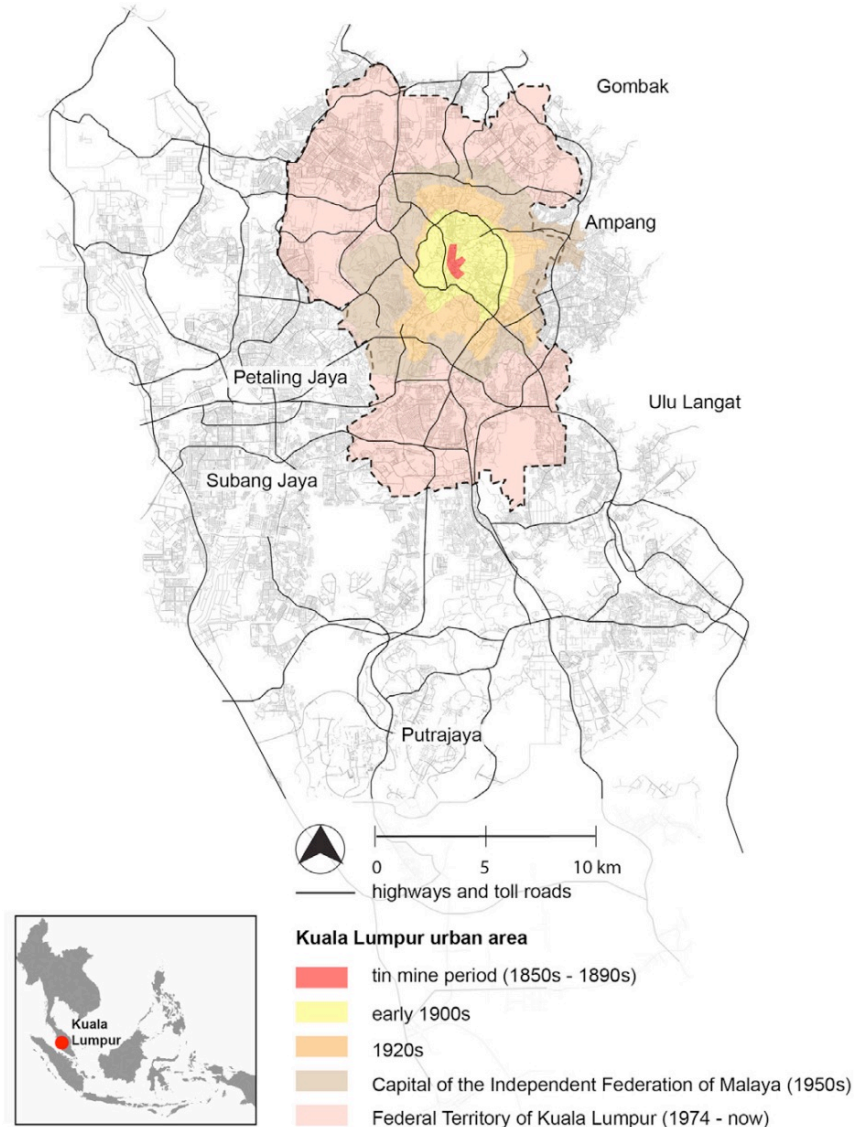 Gombak
Ampang
Petaling Jaya
Ulu Langat
Subang Jaya
Putrajaya
0 5 10 km
highways and toll roads
Kuala Lumpur urban area
tin mine period (1850s - 1890s)
early 1900s
1920s
Capital of the Independent Federation of Malaya (1950s)
Federal Territory of Kuala Lumpur (1974 - now)
Kuala
Lumpur